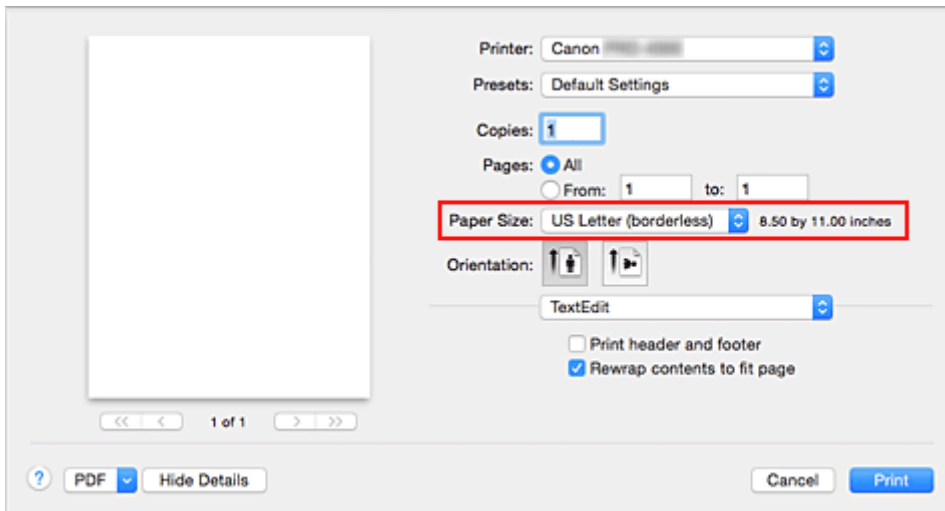 Printer: Canon
Presets: Default Settings
Copies: 1
Pages: All
From: 1 to: 1
Paper Size: US Letter (borderless) 8.50 by 11.00 inches
Orientation:
TextEdit
Print header and footer
Rewrap contents to fit page
<< < 1 of 1 > >>
? PDF Hide Details Cancel Print